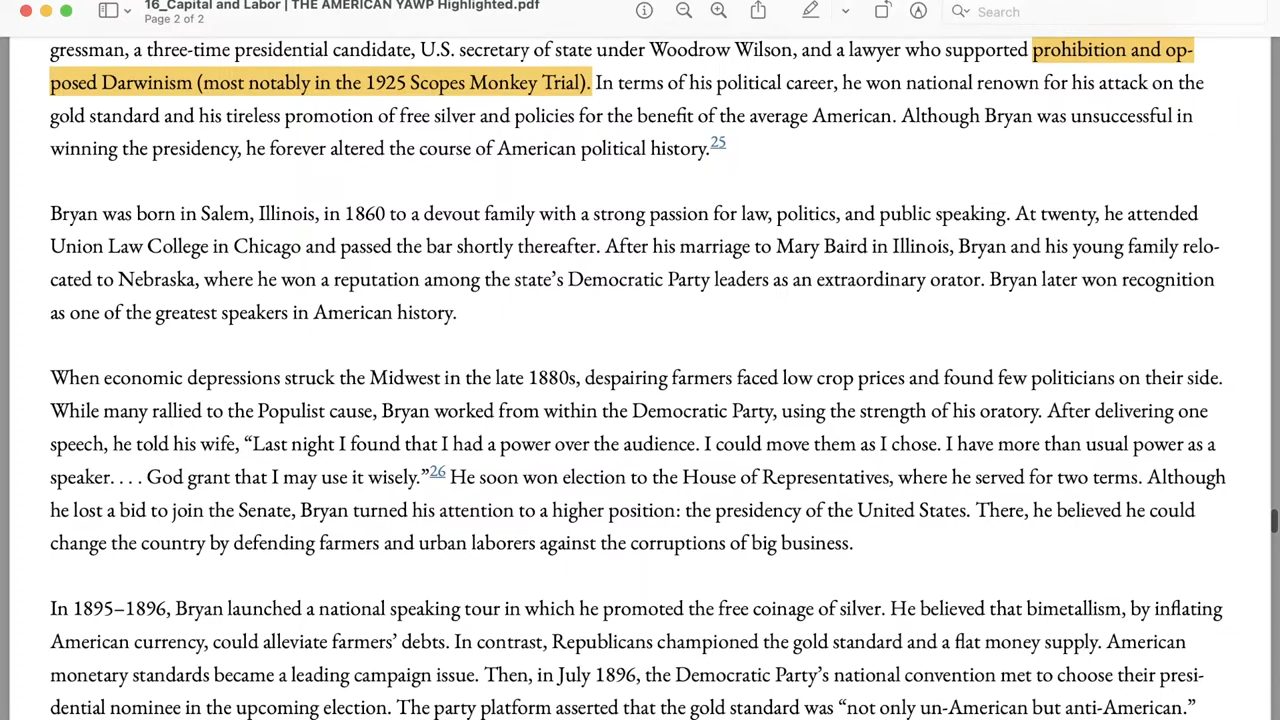 16_Capital and Labor | THE AMERICAN YAWP Highlighted.pdf
Page 2 of 2
Search
gressman, a three-time presidential candidate, U.S. secretary of state under Woodrow Wilson, and a lawyer who supported prohibition and op-
posed Darwinism (most notably in the 1925 Scopes Monkey Trial). In terms of his political career, he won national renown for his attack on the
gold standard and his tireless promotion of free silver and policies for the benefit of the average American. Although Bryan was unsuccessful in
winning the presidency, he forever altered the course of American political history.25
Bryan was born in Salem, Illinois, in 1860 to a devout family with a strong passion for law, politics, and public speaking. At twenty, he attended
Union Law College in Chicago and passed the bar shortly thereafter. After his marriage to Mary Baird in Illinois, Bryan and his young family relo-
cated to Nebraska, where he won a reputation among the state’s Democratic Party leaders as an extraordinary orator. Bryan later won recognition
as one of the greatest speakers in American history.
When economic depressions struck the Midwest in the late 1880s, despairing farmers faced low crop prices and found few politicians on their side.
While many rallied to the Populist cause, Bryan worked from within the Democratic Party, using the strength of his oratory. After delivering one
speech, he told his wife, “Last night I found that I had a power over the audience. I could move them as I chose. I have more than usual power as a
speaker. . . . God grant that I may use it wisely.”26 He soon won election to the House of Representatives, where he served for two terms. Although
he lost a bid to join the Senate, Bryan turned his attention to a higher position: the presidency of the United States. There, he believed he could
change the country by defending farmers and urban laborers against the corruptions of big business.
In 1895–1896, Bryan launched a national speaking tour in which he promoted the free coinage of silver. He believed that bimetallism, by inflating
American currency, could alleviate farmers’ debts. In contrast, Republicans championed the gold standard and a flat money supply. American
monetary standards became a leading campaign issue. Then, in July 1896, the Democratic Party’s national convention met to choose their presi-
dential nominee in the upcoming election. The party platform asserted that the gold standard was “not only un-American but anti-American.”